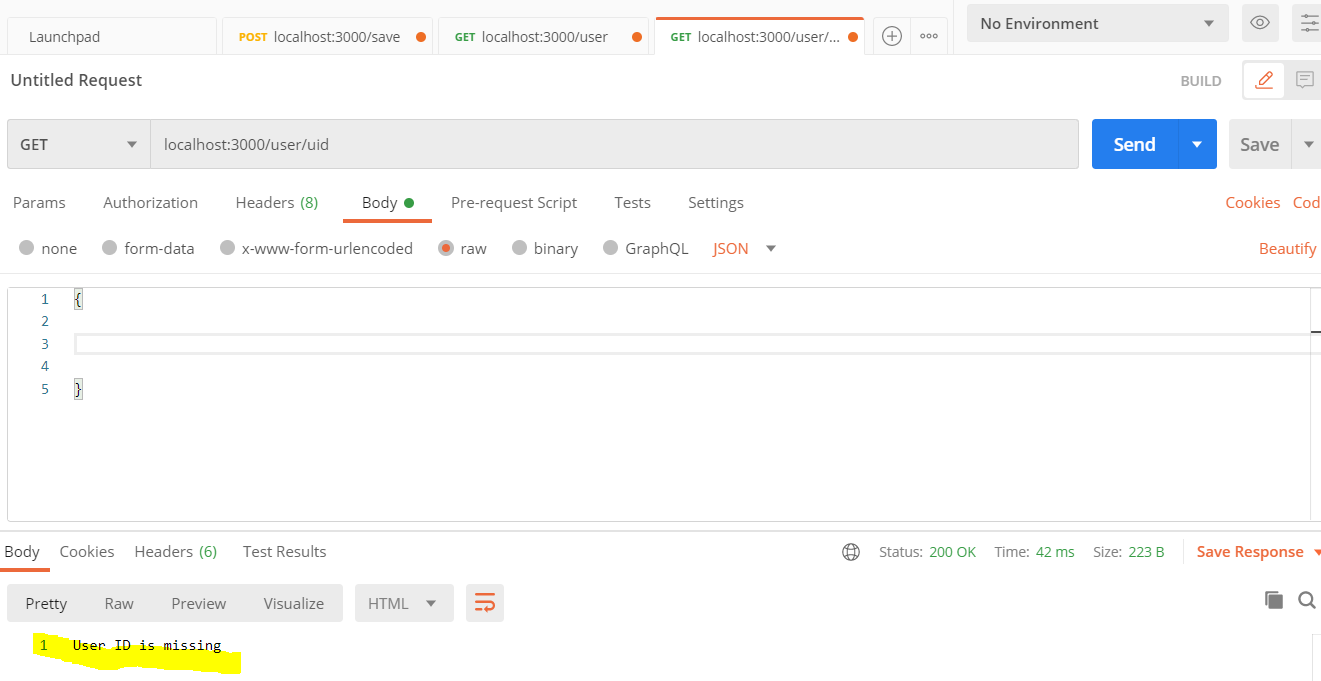 Launchpad
POST localhost:3000/save
GET localhost:3000/user
GET localhost:3000/user/...
No Environment
Untitled Request
BUILD
GET
localhost:3000/user/uid
Send
Save
Params
Authorization
Headers (8)
Body
Pre-request Script
Tests
Settings
Cookies
Cod
none
form-data
x-www-form-urlencoded
raw
binary
GraphQL
JSON
Beautify
1 {
2
3
4
5 }
Body
Cookies
Headers (6)
Test Results
Status: 200 OK
Time: 42 ms
Size: 223 B
Save Response
Pretty
Raw
Preview
Visualize
HTML
1 User ID is missing